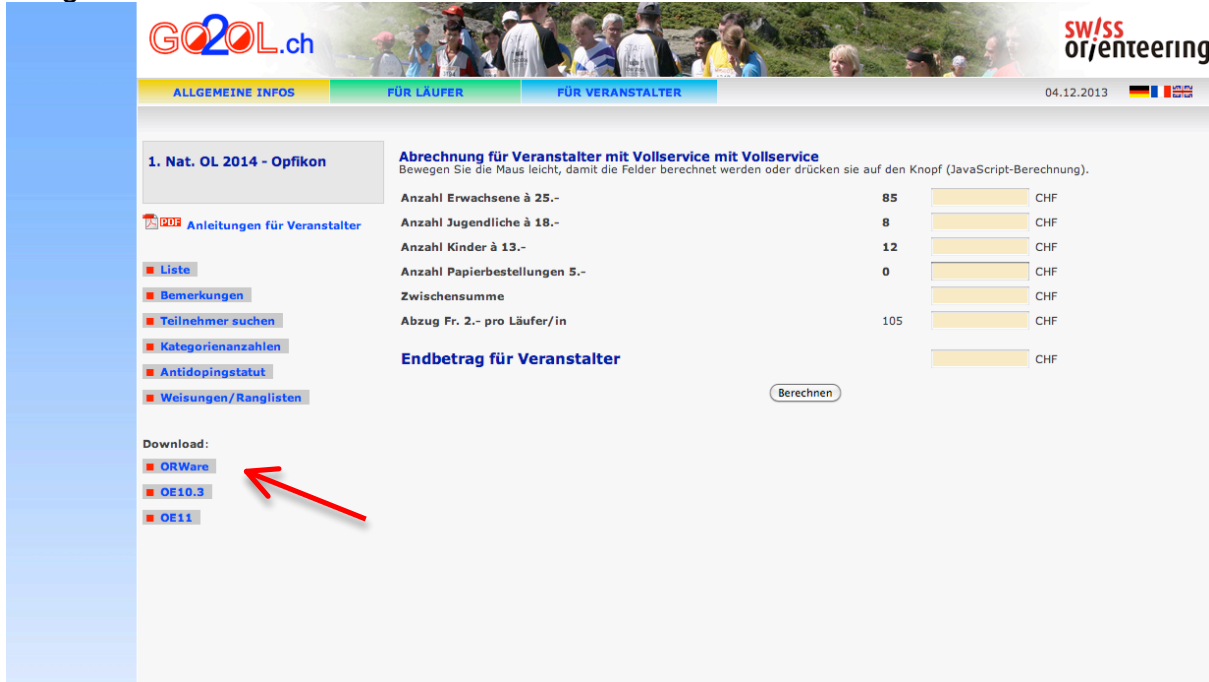 GO2OL.ch
sw!ss
or!enteering
ALLGEMEINE INFOS FÜR LÄUFER FÜR VERANSTALTER 04.12.2013
1. Nat. OL 2014 - Opfikon
PDF Anleitungen für Veranstalter
Liste
Bemerkungen
Teilnehmer suchen
Kategorienanzahlen
Antidopingstatut
Weisungen/Ranglisten
Download:
ORWare
OE10.3
OE11
Abrechnung für Veranstalter mit Vollservice mit Vollservice
Bewegen Sie die Maus leicht, damit die Felder berechnet werden oder drücken sie auf den Knopf (JavaScript-Berechnung).
Anzahl Erwachsene à 25.- 85 CHF
Anzahl Jugendliche à 18.- 8 CHF
Anzahl Kinder à 13.- 12 CHF
Anzahl Papierbestellungen 5.- 0 CHF
Zwischensumme CHF
Abzug Fr. 2.- pro Läufer/in 105 CHF
Endbetrag für Veranstalter CHF
Berechnen